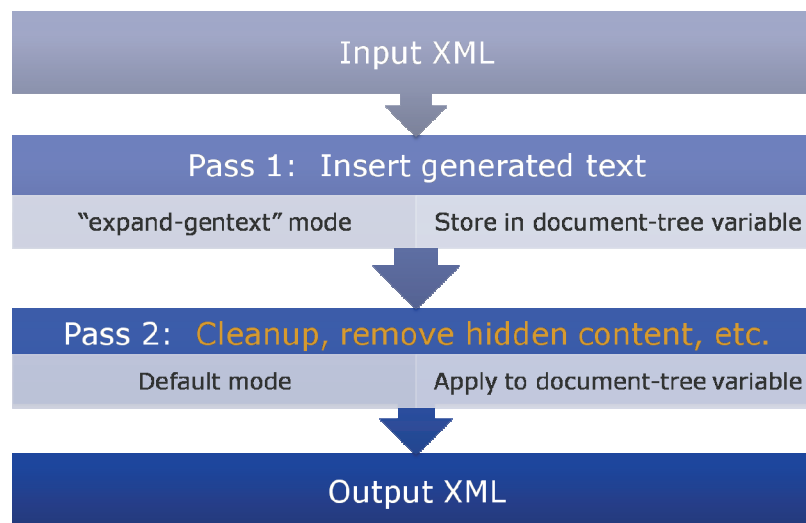 Input XML
Pass 1: Insert generated text
“expand-gentext” mode
Store in document-tree variable
Pass 2: Cleanup, remove hidden content, etc.
Default mode
Apply to document-tree variable
Output XML